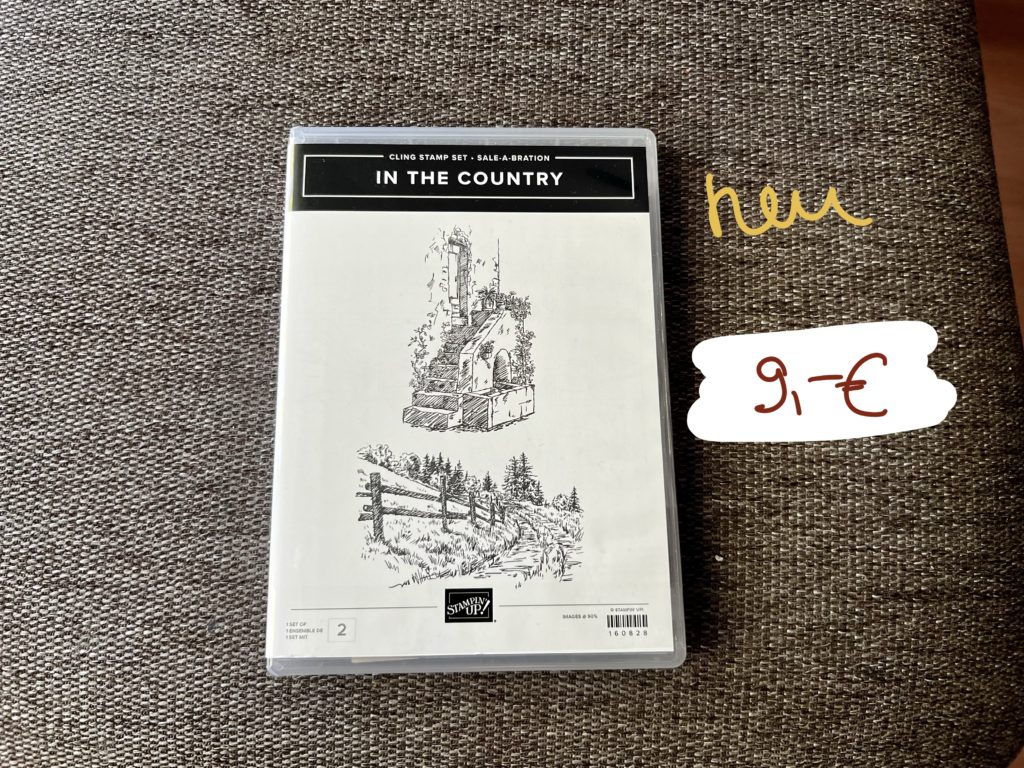 CLING STAMP SET • SALE-A-BRATION
IN THE COUNTRY
neu
9,-€
STAMPIN' UP!®
1 SET OF
1 ENSEMBLE DE
1 SET MIT
2
IMAGES @ 90%
© STAMPIN' UP!
160828